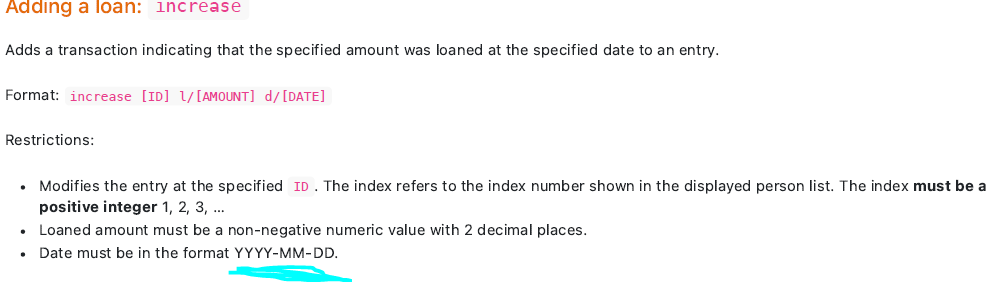 Adding a loan: increase
Adds a transaction indicating that the specified amount was loaned at the specified date to an entry.
Format: increase [ID] l/[AMOUNT] d/[DATE]
Restrictions:
• Modifies the entry at the specified ID. The index refers to the index number shown in the displayed person list. The index must be a
positive integer 1, 2, 3, …
• Loaned amount must be a non-negative numeric value with 2 decimal places.
• Date must be in the format YYYY-MM-DD.